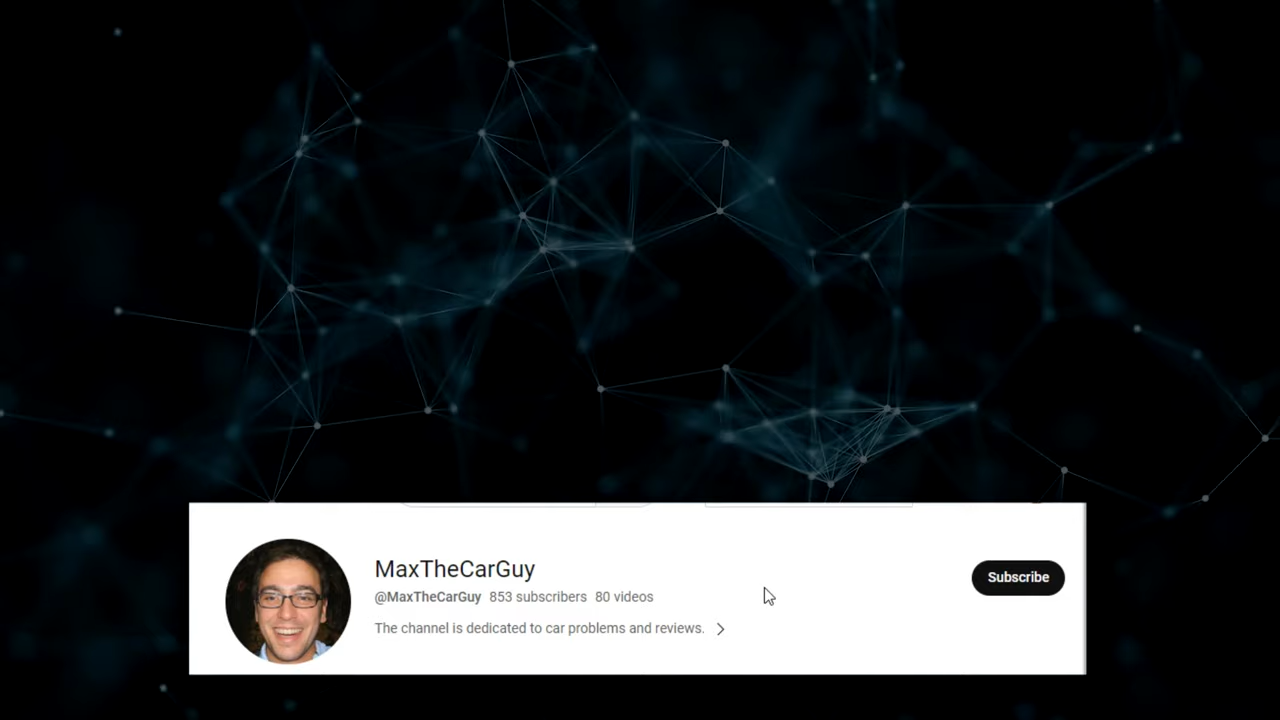 MaxTheCarGuy
@MaxTheCarGuy 853 subscribers 80 videos
Subscribe
The channel is dedicated to car problems and reviews.